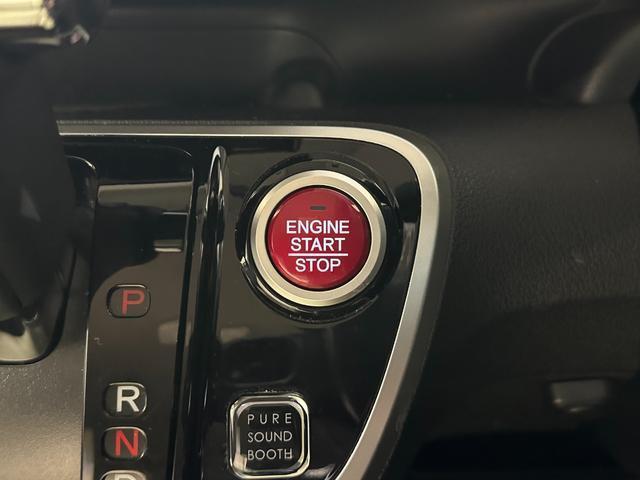 ENGINE
START
STOP
P
R
N
PURE
SOUND
BOOTH